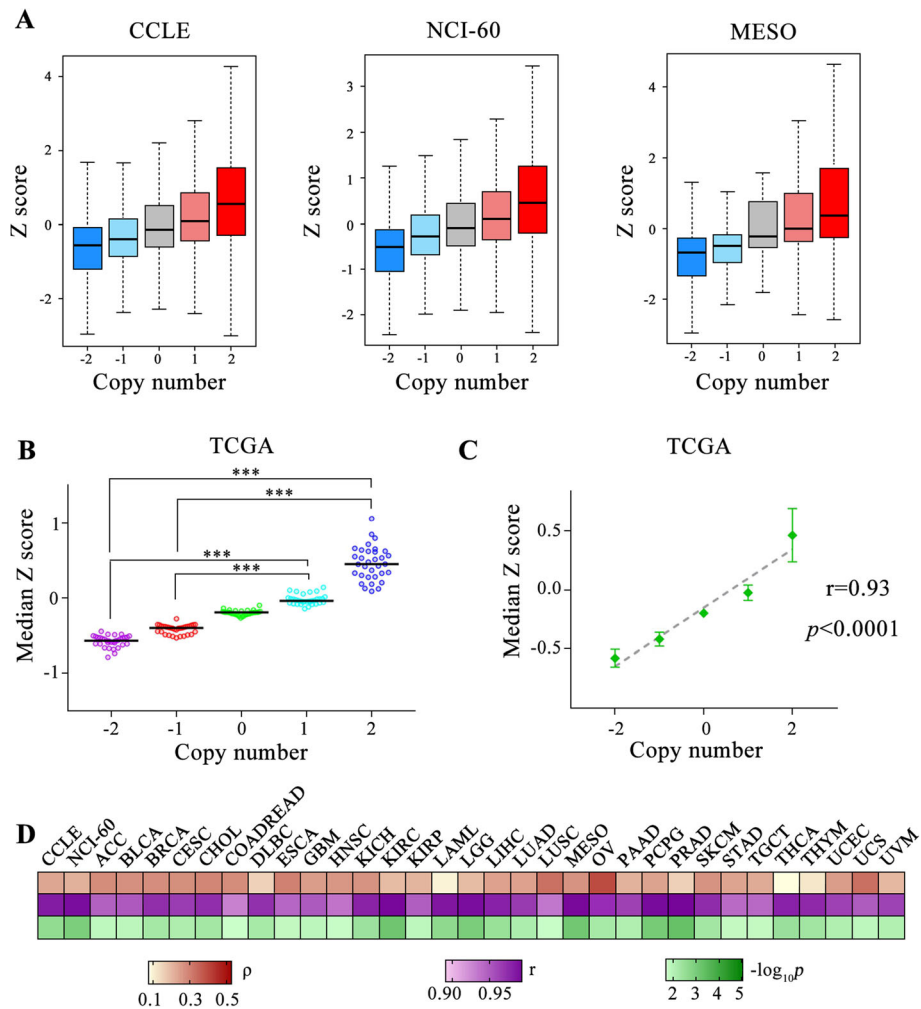 A
CCLE
NCI-60
MESO
Z score
4
2
0
-2
-2 -1 0 1 2
Copy number
Z score
3
2
1
0
-1
-2
-2 -1 0 1 2
Copy number
Z score
4
2
0
-2
-2 -1 0 1 2
Copy number
B
TCGA
Median Z score
1
0
-1
***
***
***
***
-2 -1 0 1 2
Copy number
C
TCGA
Median Z score
0.5
0.0
-0.5
r=0.93
p<0.0001
-2 0 2
Copy number
D
CCLE NCI-60 ACC BLCA BRCA CESC CHOL COADREAD DLBC ESCA GBM HNSC KICH KIRC KIRP LAML LGG LIHC LUAD LUSC MESO OV PAAD PCPG PRAD SKCM STAD TGCT THCA THYM UCEC UCS UVM
ρ
0.1 0.3 0.5
r
0.90 0.95
-log₁₀p
2 3 4 5